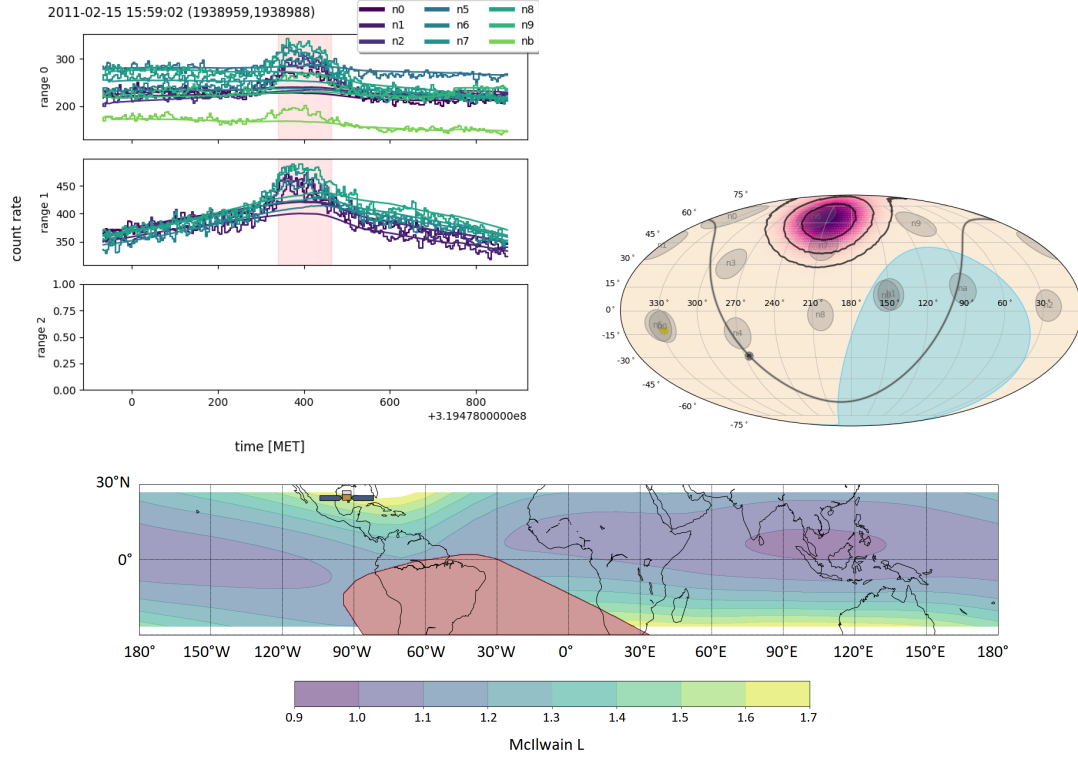 2011-02-15 15:59:02 (1938959,1938988)
n0 n5 n8
n1 n6 n9
n2 n7 nb
count rate
range 0
300
200
range 1
450
400
350
range 2
1.00
0.75
0.50
0.25
0.00
0 200 400 600 800
+3.1947800000e8
time [MET]
75°
60°
45°
30°
15°
0°
-15°
-30°
-45°
-60°
-75°
330° 300° 270° 240° 210° 180° 150° 120° 90° 60° 30°
n0
n9
n1
n3
n7
n1
na
n2
n8
n4
30°N
0°
180° 150°W 120°W 90°W 60°W 30°W 0° 30°E 60°E 90°E 120°E 150°E 180°
0.9 1.0 1.1 1.2 1.3 1.4 1.5 1.6 1.7
McIlwain L